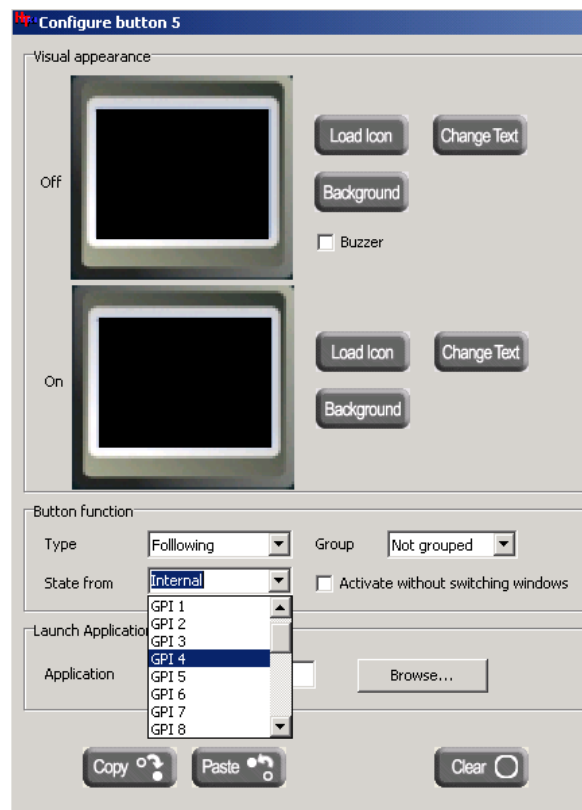 Configure button 5
Visual appearance
Off
Load Icon
Change Text
Background
Buzzer
On
Load Icon
Change Text
Background
Button function
Type
Folllowing
Group
Not grouped
State from
Internal
Activate without switching windows
GPI 1
GPI 2
GPI 3
GPI 4
GPI 5
GPI 6
GPI 7
GPI 8
Launch Application
Application
Browse...
Copy
Paste
Clear